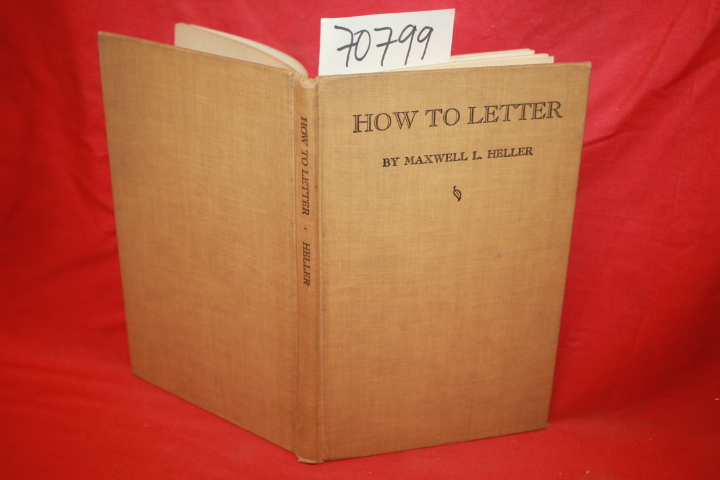 70799
HOW TO LETTER
BY MAXWELL L. HELLER
HOW TO LETTER · HELLER